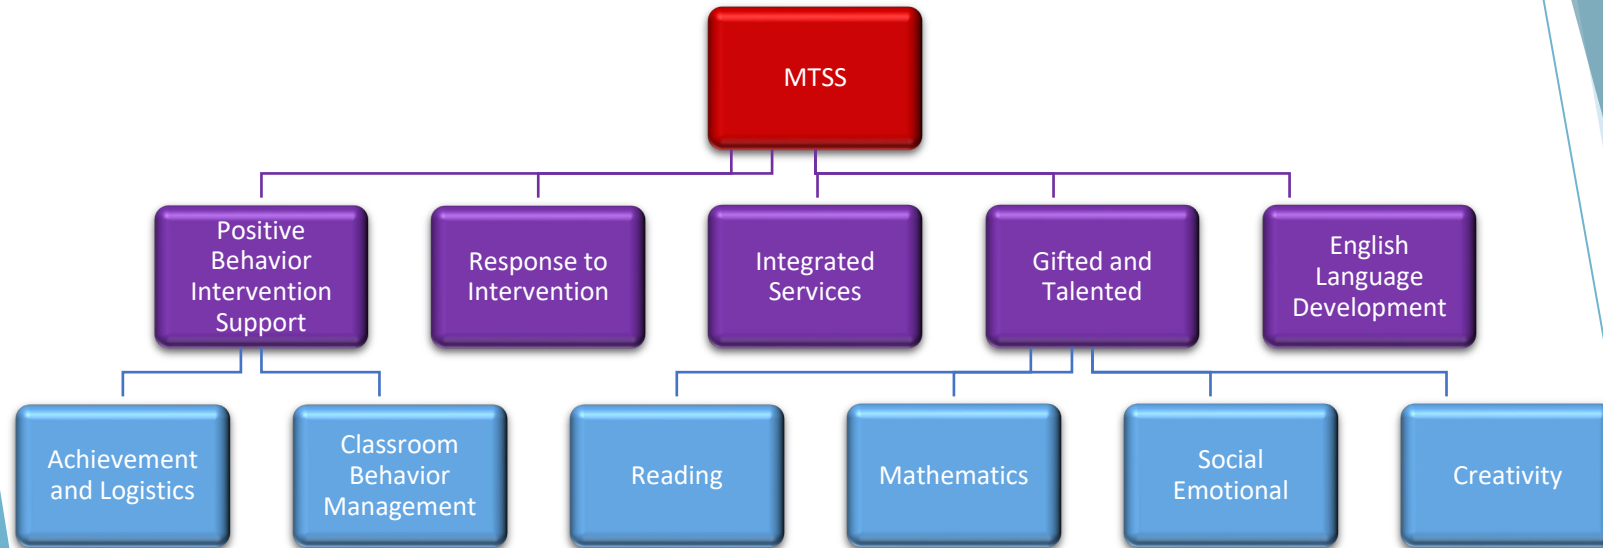 MTSS
Positive
Behavior
Intervention
Support
Response to
Intervention
Integrated
Services
Gifted and
Talented
English
Language
Development
Achievement
and Logistics
Classroom
Behavior
Management
Reading
Mathematics
Social
Emotional
Creativity